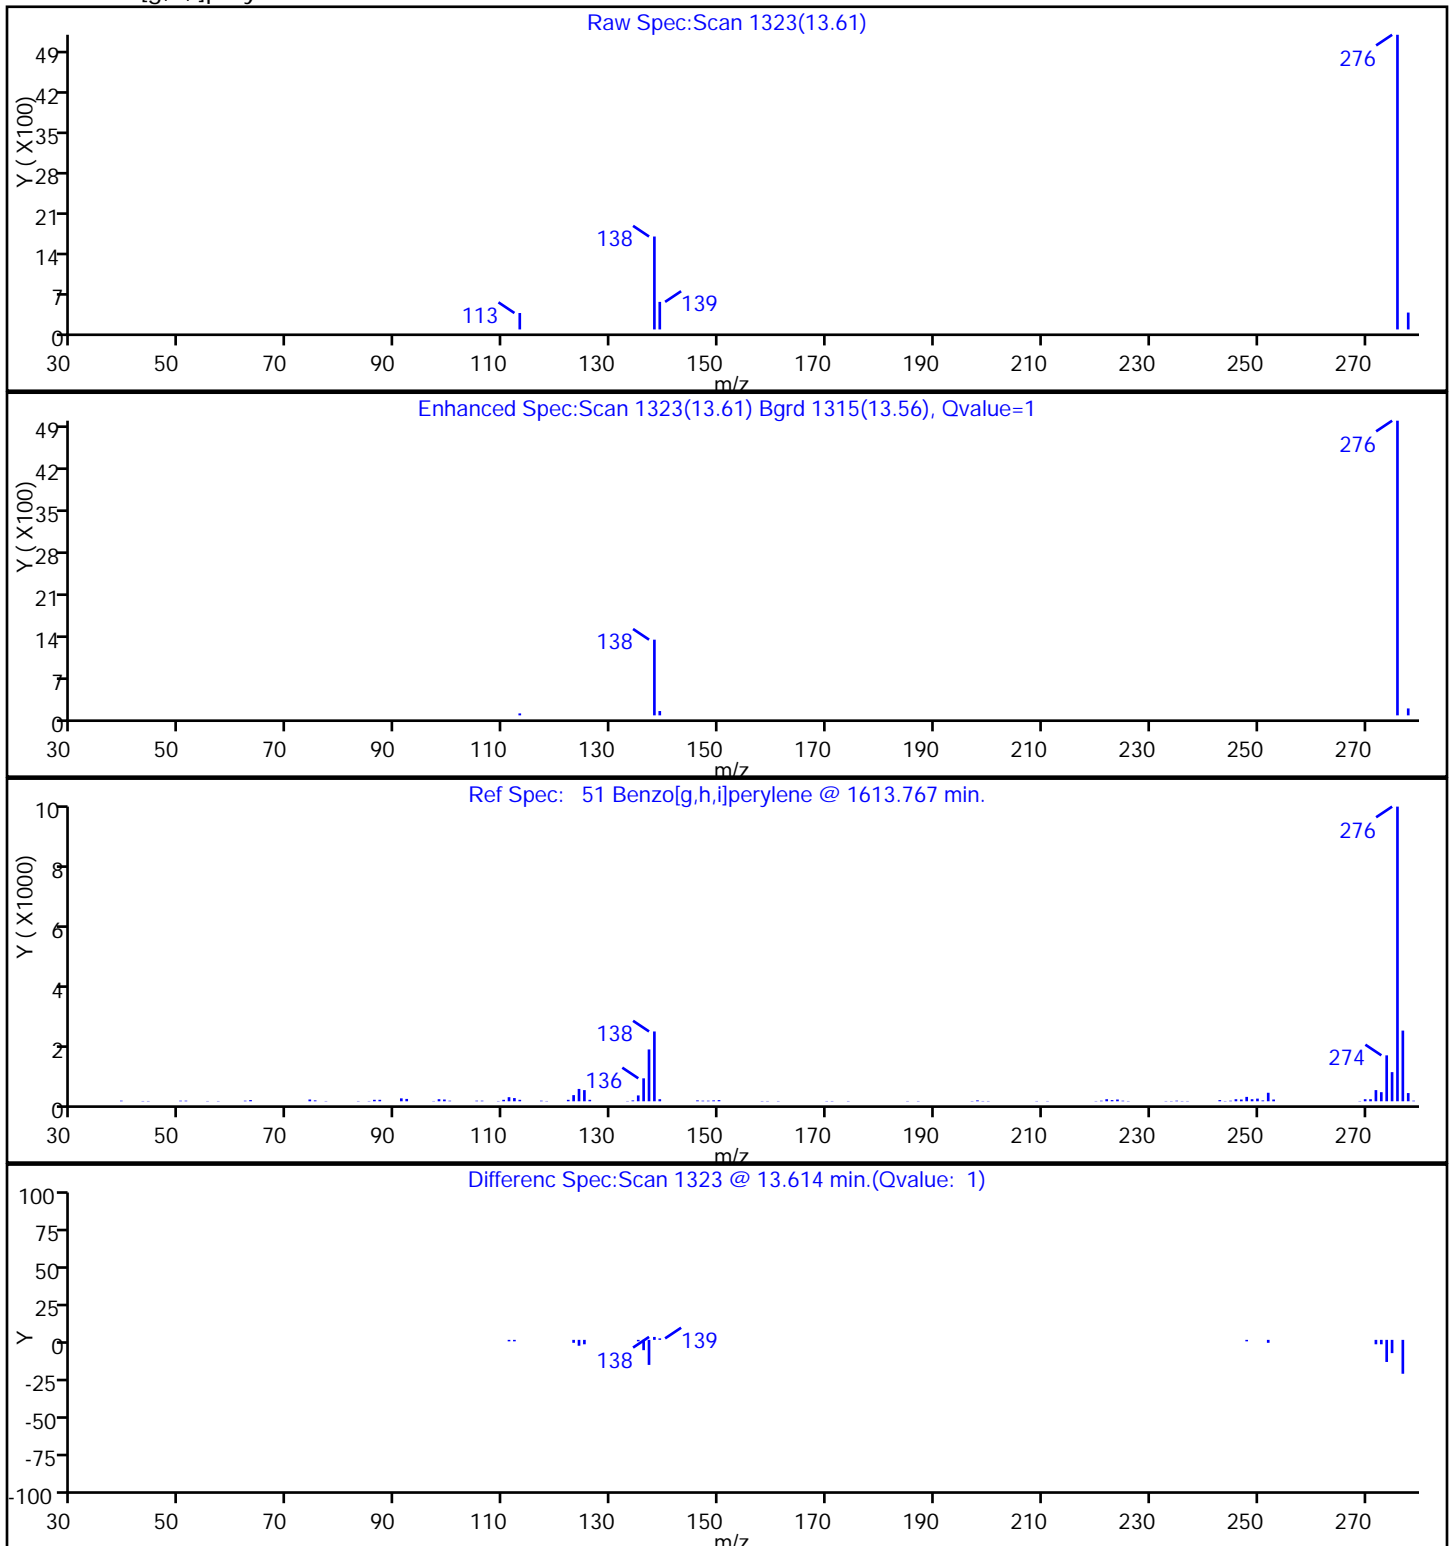 Raw Spec:Scan 1323(13.61)
Y ( X100)
49
42
35
28
21
14
7
0
276
138
139
113
30 50 70 90 110 130 150 170 190 210 230 250 270
m/z
Enhanced Spec:Scan 1323(13.61) Bgrd 1315(13.56), Qvalue=1
Y ( X100)
49
42
35
28
21
14
7
0
276
138
30 50 70 90 110 130 150 170 190 210 230 250 270
m/z
Ref Spec: 51 Benzo[g,h,i]perylene @ 1613.767 min.
Y ( X1000)
10
8
6
4
2
0
276
138
136
274
30 50 70 90 110 130 150 170 190 210 230 250 270
m/z
Differenc Spec:Scan 1323 @ 13.614 min.(Qvalue: 1)
Y
100
75
50
25
0
-25
-50
-75
-100
139
138
30 50 70 90 110 130 150 170 190 210 230 250 270
m/z